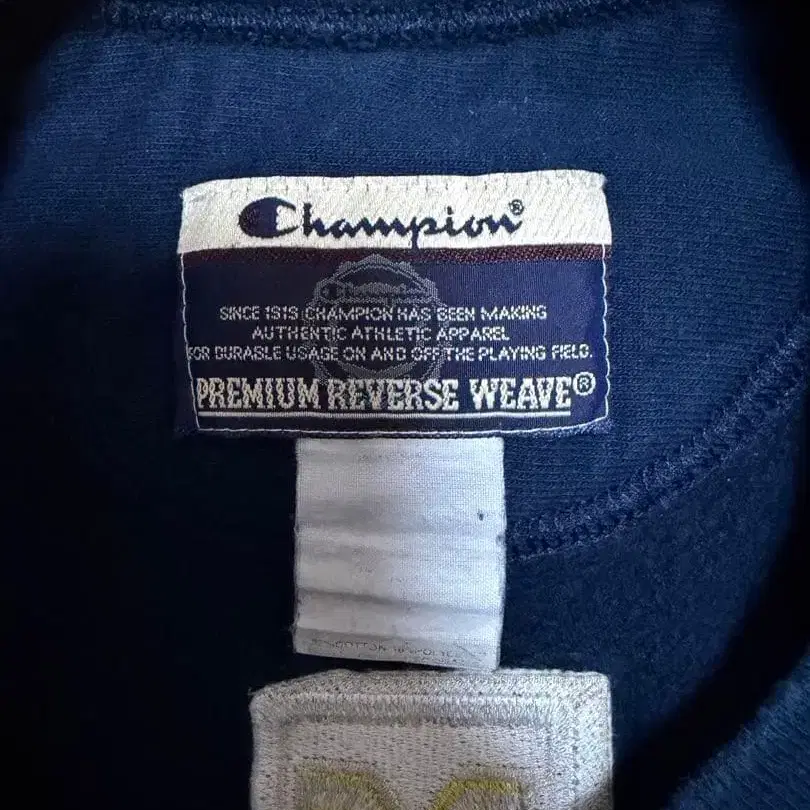 Champion®
SINCE 1919 CHAMPION HAS BEEN MAKING
AUTHENTIC ATHLETIC APPAREL
FOR DURABLE USAGE ON AND OFF THE PLAYING FIELD.
PREMIUM REVERSE WEAVE®
COTTON